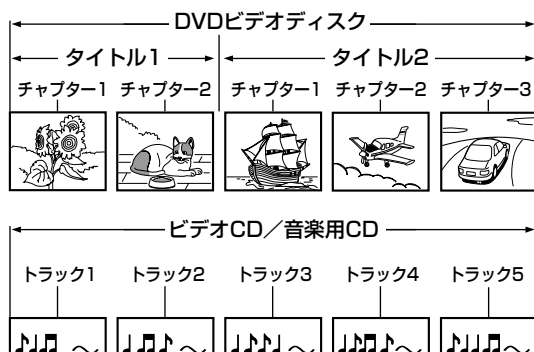 DVDビデオディスク
タイトル1 タイトル2
チャプター1 チャプター2 チャプター1 チャプター2 チャプター3
ビデオCD／音楽用CD
トラック1 トラック2 トラック3 トラック4 トラック5